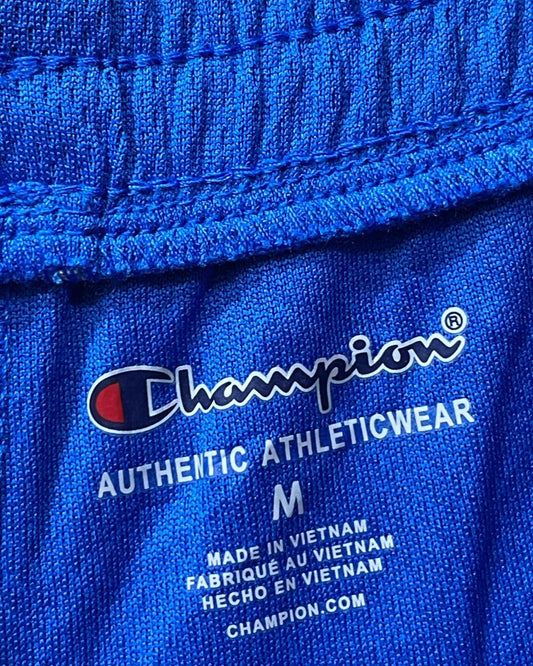 Champion®
AUTHENTIC ATHLETICWEAR
M
MADE IN VIETNAM
FABRIQUÉ AU VIETNAM
HECHO EN VIETNAM
CHAMPION.COM